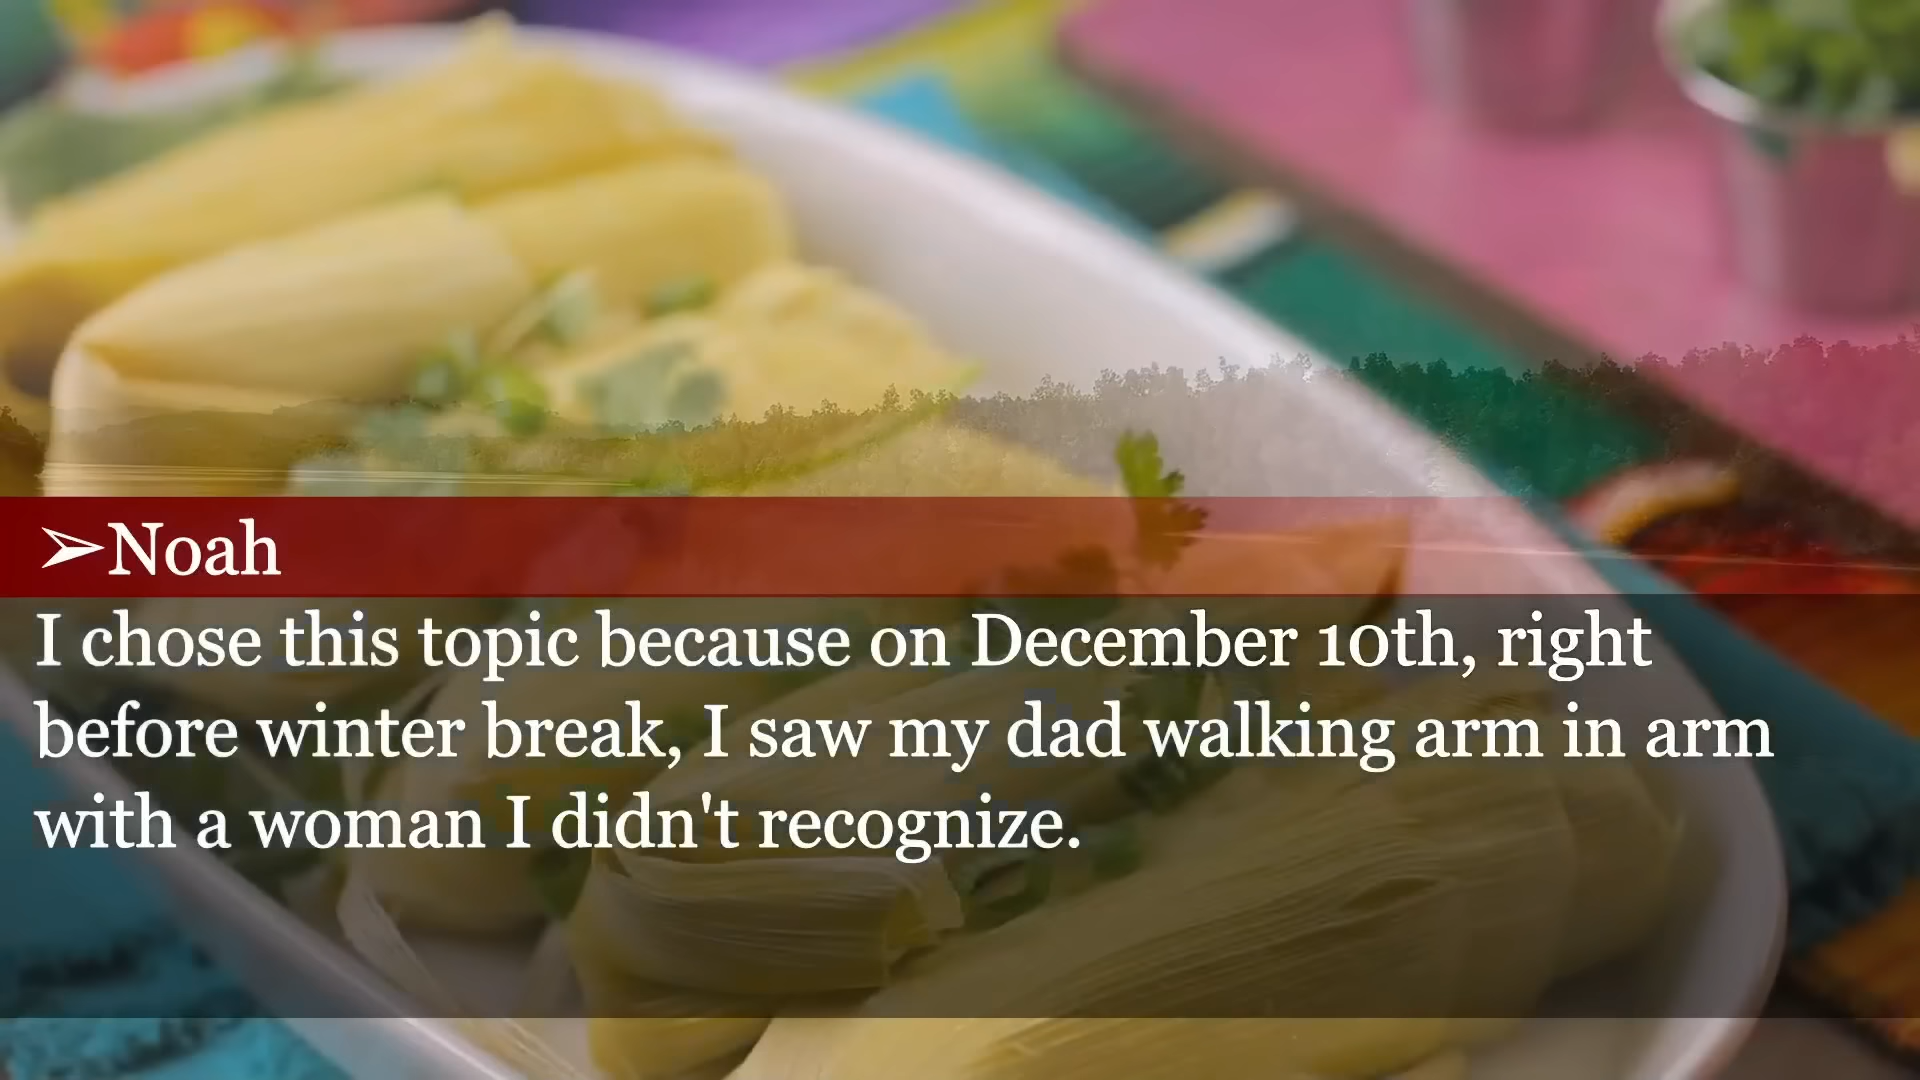 ➢Noah
I chose this topic because on December 10th, right
before winter break, I saw my dad walking arm in arm
with a woman I didn't recognize.